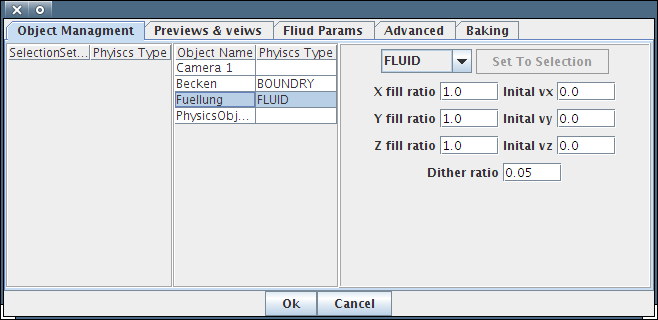 Object Managment Previews & veiws Fliud Params Advanced Baking
SelectionSet... Phyiscs Type Object Name Phyiscs Type
Camera 1
Becken BOUNDRY
Fuellung FLUID
PhysicsObj...
FLUID Set To Selection
X fill ratio 1.0 Inital vx 0.0
Y fill ratio 1.0 Inital vy 0.0
Z fill ratio 1.0 Inital vz 0.0
Dither ratio 0.05
Ok Cancel